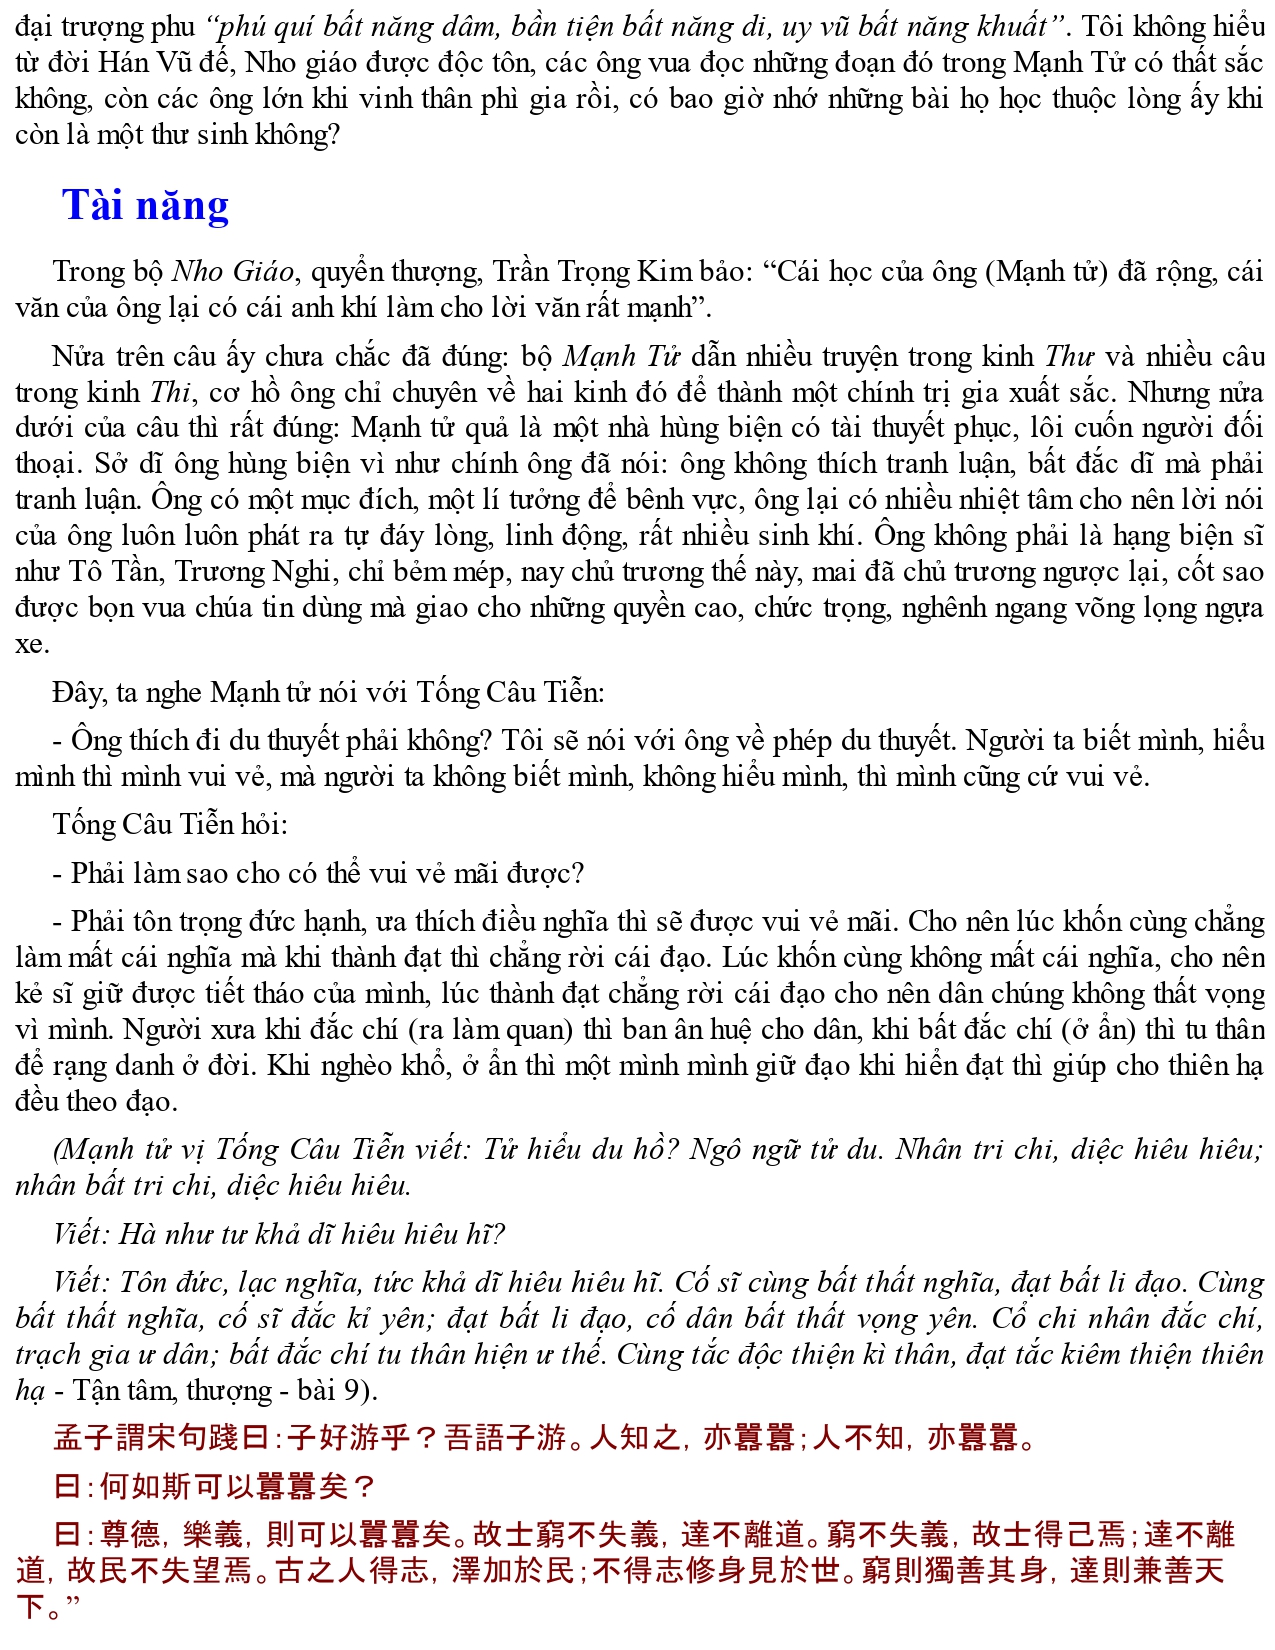 đại trượng phu “phú quí bất năng dâm, bần tiện bất năng di, uy vũ bất năng khuất”. Tôi không hiểu
từ đời Hán Vũ đế, Nho giáo được độc tôn, các ông vua đọc những đoạn đó trong Mạnh Tử có thất sắc
không, còn các ông lớn khi vinh thân phì gia rồi, có bao giờ nhớ những bài họ học thuộc lòng ấy khi
còn là một thư sinh không?
Tài năng
Trong bộ Nho Giáo, quyển thượng, Trần Trọng Kim bảo: “Cái học của ông (Mạnh tử) đã rộng, cái
văn của ông lại có cái anh khí làm cho lời văn rất mạnh”.
Nửa trên câu ấy chưa chắc đã đúng: bộ Mạnh Tử dẫn nhiều truyện trong kinh Thư và nhiều câu
trong kinh Thi, cơ hồ ông chỉ chuyên về hai kinh đó để thành một chính trị gia xuất sắc. Nhưng nửa
dưới của câu thì rất đúng: Mạnh tử quả là một nhà hùng biện có tài thuyết phục, lôi cuốn người đối
thoại. Sở dĩ ông hùng biện vì như chính ông đã nói: ông không thích tranh luận, bất đắc dĩ mà phải
tranh luận. Ông có một mục đích, một lí tưởng để bênh vực, ông lại có nhiều nhiệt tâm cho nên lời nói
của ông luôn luôn phát ra tự đáy lòng, linh động, rất nhiều sinh khí. Ông không phải là hạng biện sĩ
như Tô Tần, Trương Nghi, chỉ bẻm mép, nay chủ trương thế này, mai đã chủ trương ngược lại, cốt sao
được bọn vua chúa tin dùng mà giao cho những quyền cao, chức trọng, nghênh ngang võng lọng ngựa
xe.
Đây, ta nghe Mạnh tử nói với Tống Câu Tiễn:
- Ông thích đi du thuyết phải không? Tôi sẽ nói với ông về phép du thuyết. Người ta biết mình, hiểu
mình thì mình vui vẻ, mà người ta không biết mình, không hiểu mình, thì mình cũng cứ vui vẻ.
Tống Câu Tiễn hỏi:
- Phải làm sao cho có thể vui vẻ mãi được?
- Phải tôn trọng đức hạnh, ưa thích điều nghĩa thì sẽ được vui vẻ mãi. Cho nên lúc khốn cùng chẳng
làm mất cái nghĩa mà khi thành đạt thì chẳng rời cái đạo. Lúc khốn cùng không mất cái nghĩa, cho nên
kẻ sĩ giữ được tiết tháo của mình, lúc thành đạt chẳng rời cái đạo cho nên dân chúng không thất vọng
vì mình. Người xưa khi đắc chí (ra làm quan) thì ban ân huệ cho dân, khi bất đắc chí (ở ẩn) thì tu thân
để rạng danh ở đời. Khi nghèo khổ, ở ẩn thì một mình mình giữ đạo khi hiển đạt thì giúp cho thiên hạ
đều theo đạo.
(Mạnh tử vị Tống Câu Tiễn viết: Tử hiểu du hồ? Ngô ngữ tử du. Nhân tri chi, diệc hiêu hiêu;
nhân bất tri chi, diệc hiêu hiêu.
Viết: Hà như tư khả dĩ hiêu hiêu hĩ?
Viết: Tôn đức, lạc nghĩa, tức khả dĩ hiêu hiêu hĩ. Cố sĩ cùng bất thất nghĩa, đạt bất li đạo. Cùng
bất thất nghĩa, cố sĩ đắc kỉ yên; đạt bất li đạo, cố dân bất thất vọng yên. Cổ chi nhân đắc chí,
trạch gia ư dân; bất đắc chí tu thân hiện ư thế. Cùng tắc độc thiện kì thân, đạt tắc kiêm thiện thiên
hạ - Tận tâm, thượng - bài 9).
孟子謂宋句踐曰：子好游乎？吾語子游。人知之，亦囂囂；人不知，亦囂囂。
曰：何如斯可以囂囂矣？
曰：尊德，樂義，則可以囂囂矣。故士窮不失義，達不離道。窮不失義，故士得己焉；達不離
道，故民不失望焉。古之人得志，澤加於民；不得志修身見於世。窮則獨善其身，達則兼善天
下。”